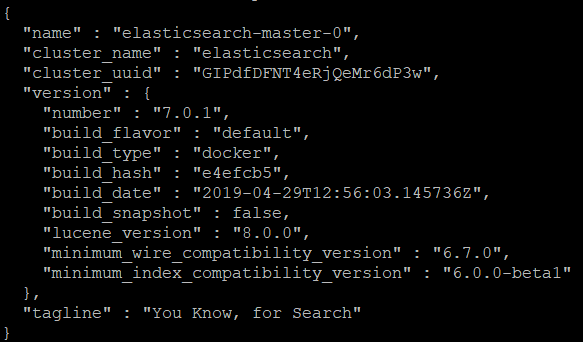 {
  "name" : "elasticsearch-master-0",
  "cluster_name" : "elasticsearch",
  "cluster_uuid" : "GIPdfDFNT4eRjQeMr6dP3w",
  "version" : {
    "number" : "7.0.1",
    "build_flavor" : "default",
    "build_type" : "docker",
    "build_hash" : "e4efcb5",
    "build_date" : "2019-04-29T12:56:03.145736Z",
    "build_snapshot" : false,
    "lucene_version" : "8.0.0",
    "minimum_wire_compatibility_version" : "6.7.0",
    "minimum_index_compatibility_version" : "6.0.0-beta1"
  },
  "tagline" : "You Know, for Search"
}